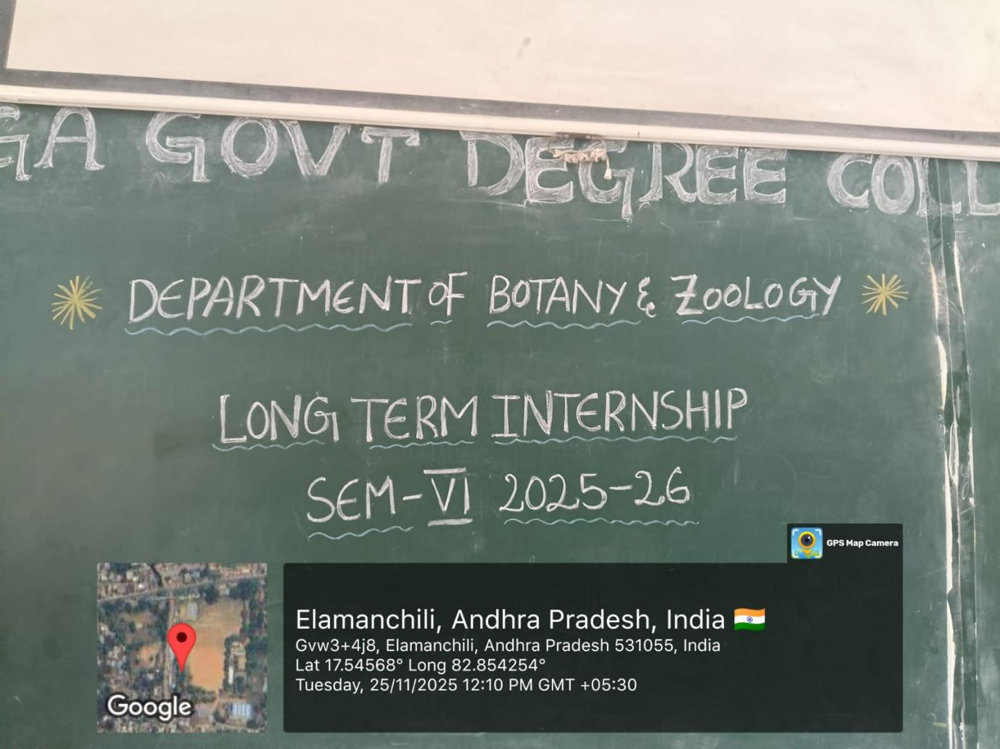 GA GOVT DEGREE COLL
DEPARTMENT OF BOTANY & ZOOLOGY
LONG TERM INTERNSHIP
SEM-VI 2025-26
GPS Map Camera
Elamanchili, Andhra Pradesh, India
Gvw3+4j8, Elamanchili, Andhra Pradesh 531055, India
Lat 17.54568° Long 82.854254°
Tuesday, 25/11/2025 12:10 PM GMT +05:30
Google